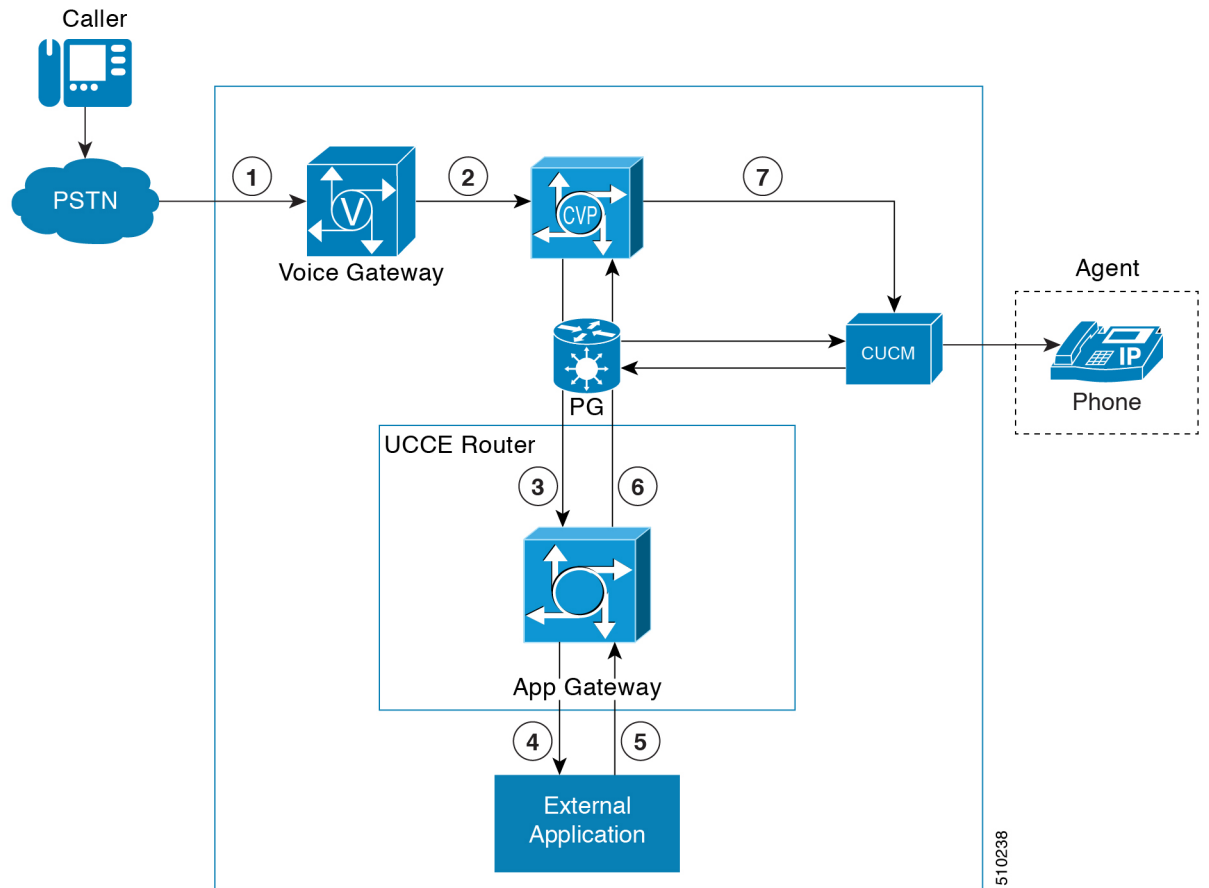 Caller
PSTN
1
2
7
V
CVP
Voice Gateway
Agent
CUCM
IP
Phone
PG
UCCE Router
3
6
App Gateway
4
5
External
Application
510238